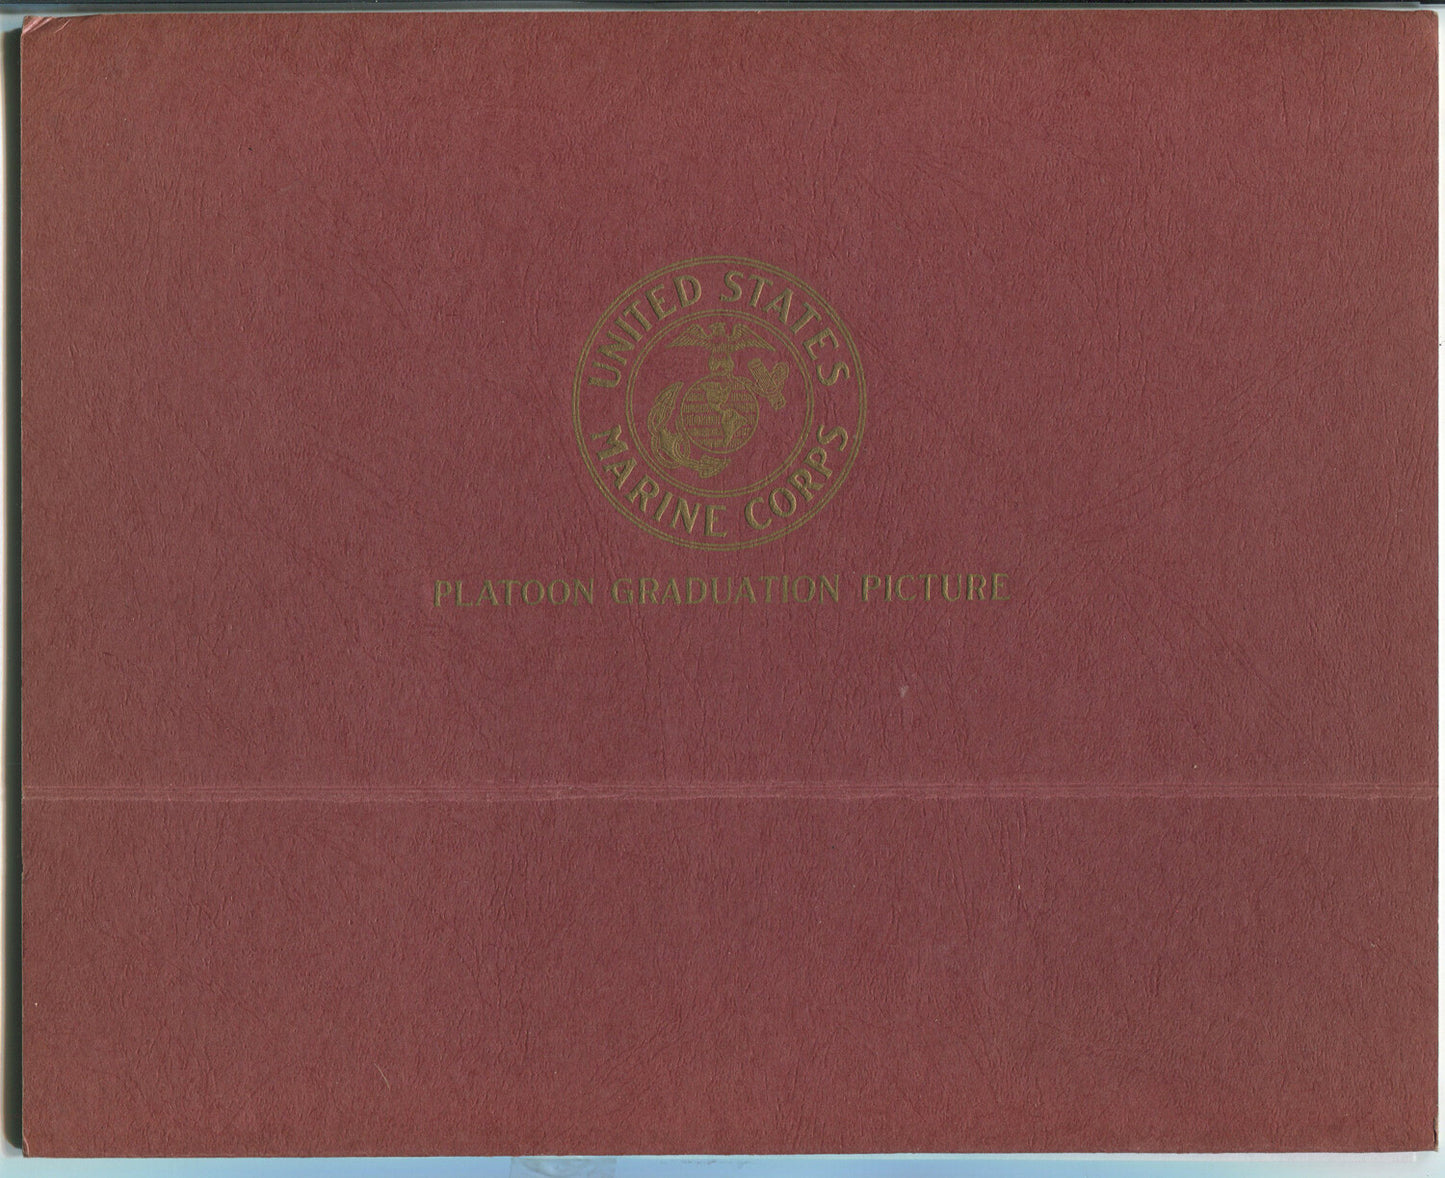 UNITED STATES
MARINE CORPS
PLATOON GRADUATION PICTURE